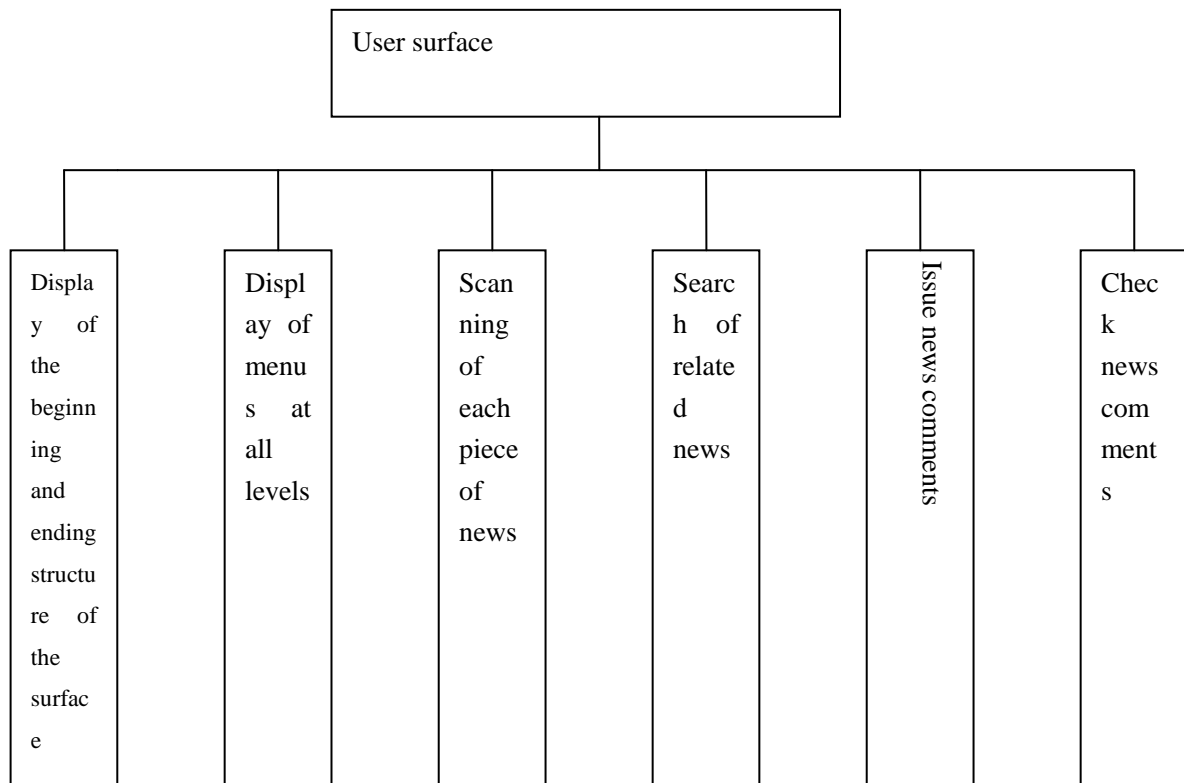 User surface
Displa
y of
the
beginn
ing
and
ending
structu
re of
the
surfac
e
Displ
ay of
menu
s at
all
levels
Scan
ning
of
each
piece
of
news
Searc
h of
relate
d
news
Issue news comments
Chec
k
news
com
ment
s